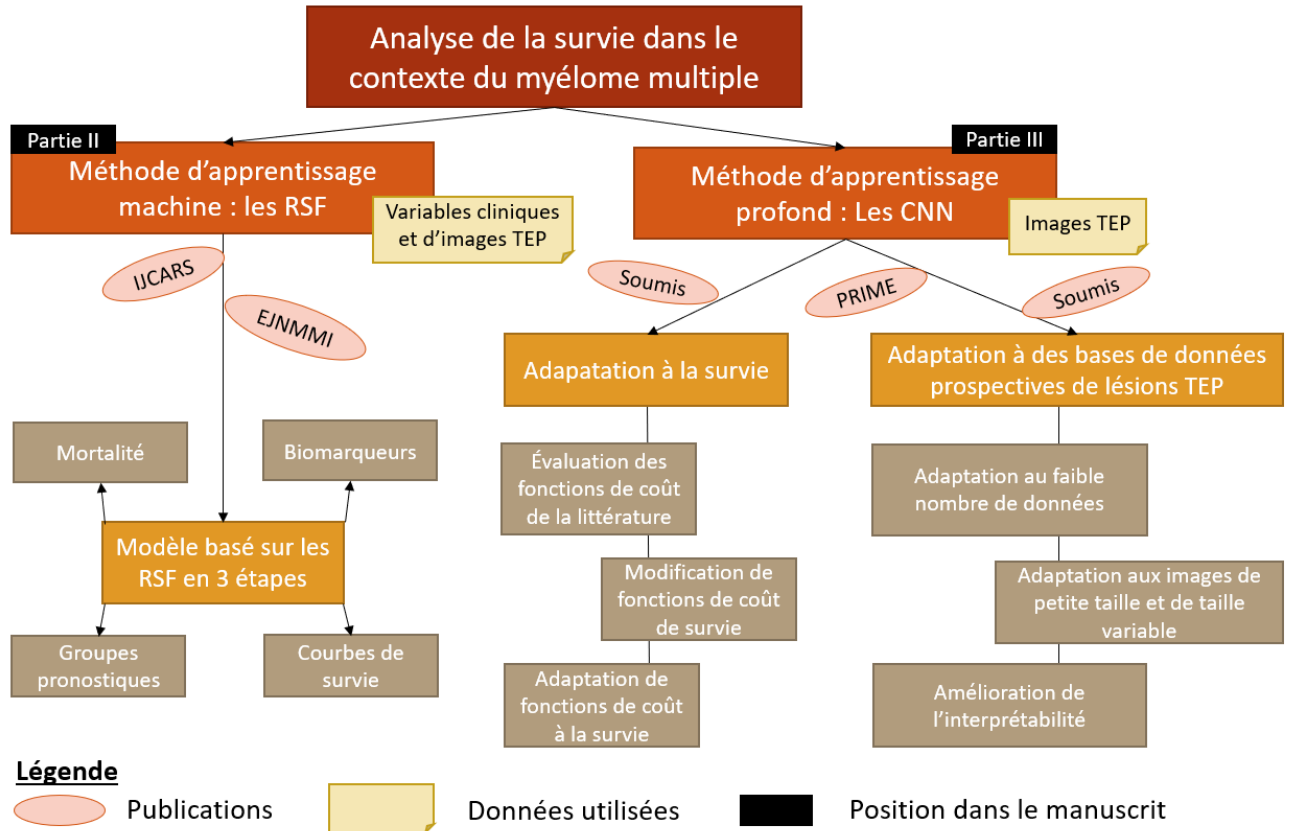 Analyse de la survie dans le
contexte du myélome multiple
Partie II
Méthode d'apprentissage
machine : les RSF
Variables cliniques
et d'images TEP
IJCARS
EJNMMI
Mortalité
Biomarqueurs
Modèle basé sur les
RSF en 3 étapes
Groupes
pronostiques
Courbes de
survie
Partie III
Méthode d'apprentissage
profond : Les CNN
Images TEP
Soumis
PRIME
Soumis
Adapatation à la survie
Évaluation des
fonctions de coût
de la littérature
Modification de
fonctions de coût
de survie
Adaptation de
fonctions de coût
à la survie
Adaptation à des bases de données
prospectives de lésions TEP
Adaptation au faible
nombre de données
Adaptation aux images de
petite taille et de taille
variable
Amélioration de
l'interprétabilité
Légende
Publications
Données utilisées
Position dans le manuscrit